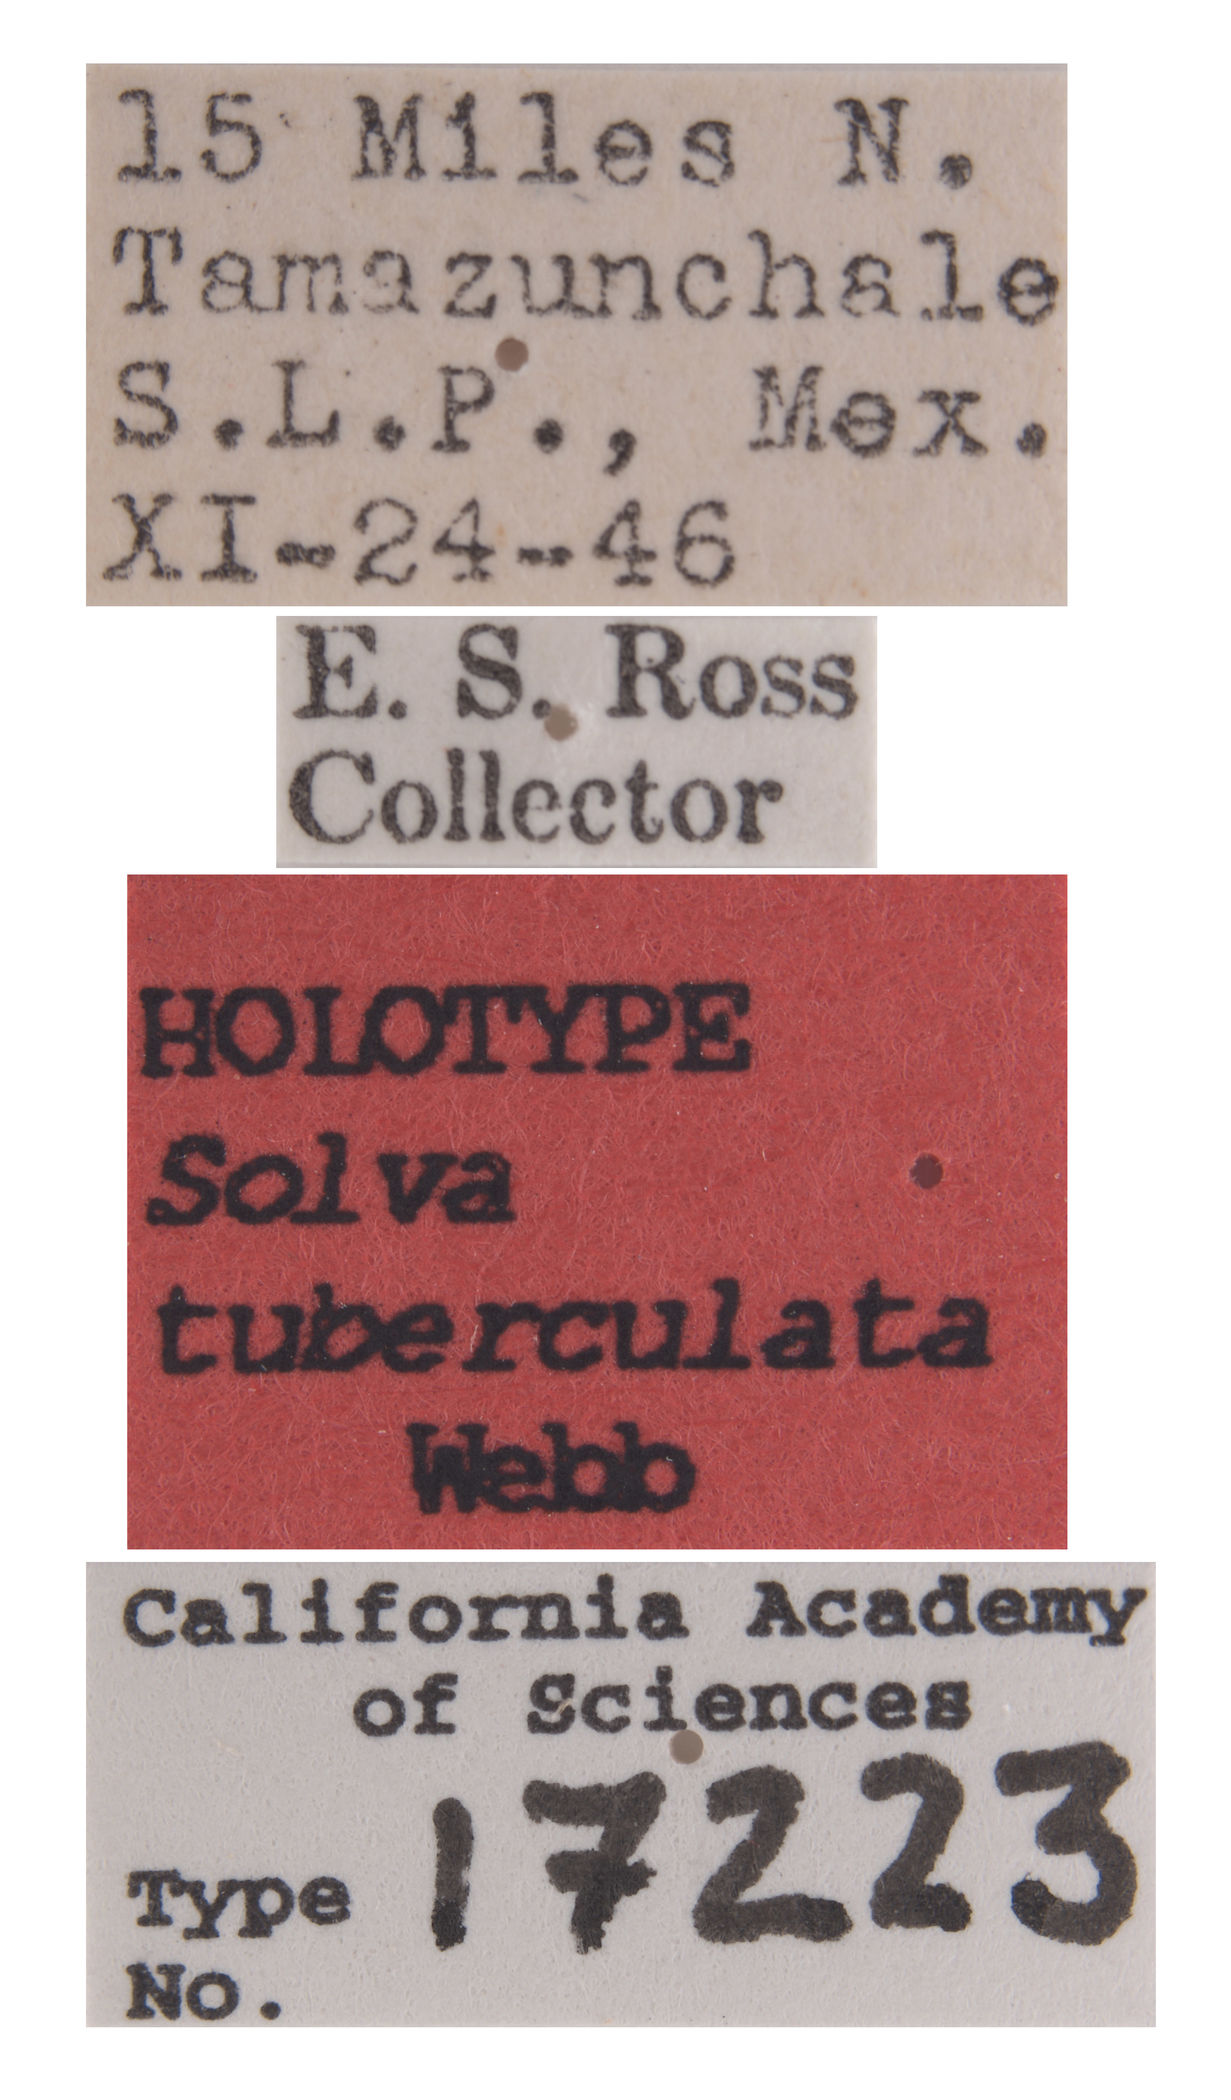 15 Miles N.
Tamazunchale
S.L.P., Mex.
XI-24-46
E. S. Ross
Collector
HOLOTYPE
Solva
tuberculata
Webb
California Academy
of Sciences
Type 17223
No.